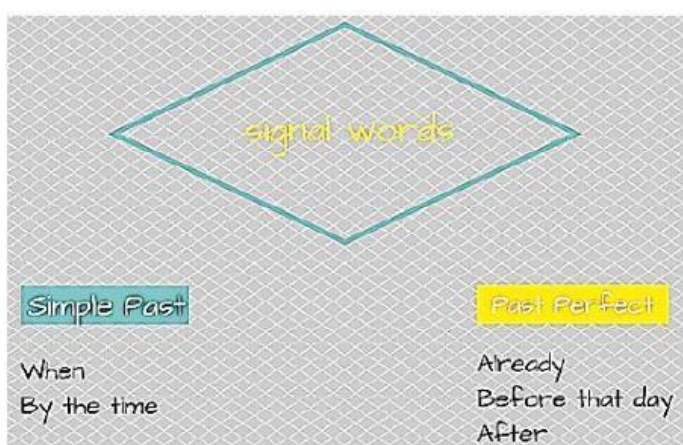 signal words
Simple Past
When
By the time
Past Perfect
Already
Before that day
After